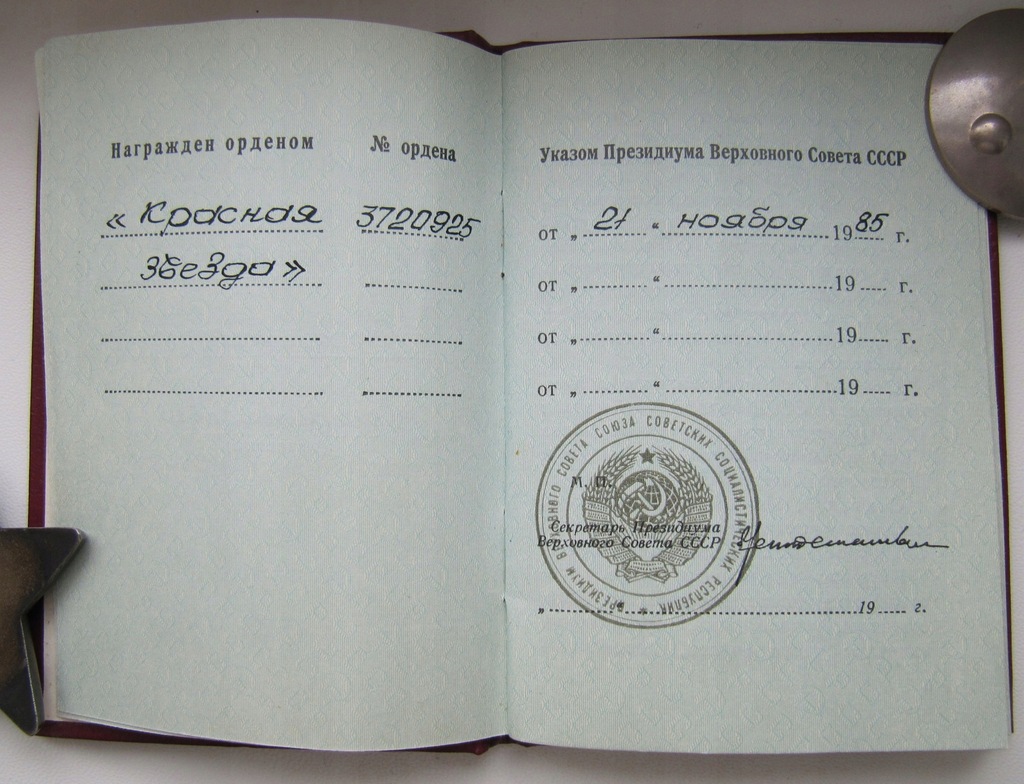 Награжден орденом № ордена
« Красная 3720925
Звезда»
Указом Президиума Верховного Совета СССР
от „ 21 “ ноября 1985 г.
от „ “ 19 г.
от „ “ 19 г.
от „ “ 19 г.
ПРЕЗИДИУМ ВЕРХОВНОГО СОВЕТА СОЮЗА СОВЕТСКИХ СОЦИАЛИСТИЧЕСКИХ РЕСПУБЛИК
М. П.
Секретарь Президиума
Верховного Совета СССР
„ “ 19 г.